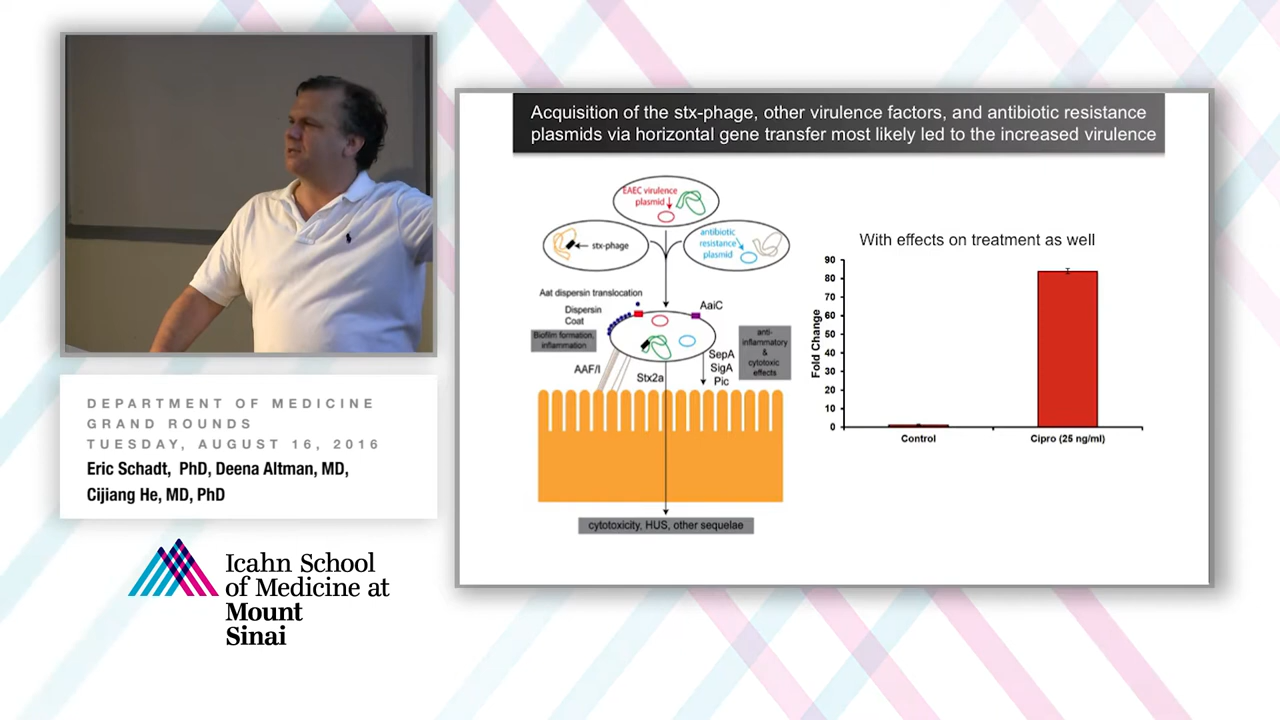 Acquisition of the stx-phage, other virulence factors, and antibiotic resistance
plasmids via horizontal gene transfer most likely led to the increased virulence
EAEC virulence
plasmid
stx-phage
antibiotic
resistance
plasmid
Aat dispersin translocation
Dispersin
Coat
AaiC
Biofilm formation,
inflammation
anti-
inflammatory
&
cytotoxic
effects
AAF/I
Stx2a
SepA
SigA
Pic
cytotoxicity, HUS, other sequelae
With effects on treatment as well
Fold Change
90
80
70
60
50
40
30
20
10
0
Control
Cipro (25 ng/ml)
DEPARTMENT OF MEDICINE
GRAND ROUNDS
TUESDAY, AUGUST 16, 2016
Eric Schadt, PhD, Deena Altman, MD,
Cijiang He, MD, PhD
Icahn School
of Medicine at
Mount
Sinai